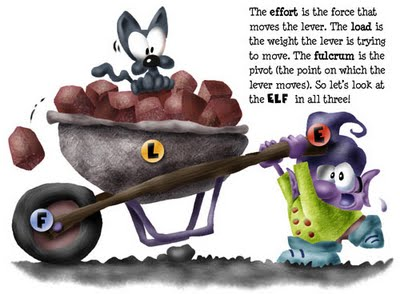 The effort is the force that
moves the lever. The load is
the weight the lever is trying
to move. The fulcrum is the
pivot (the point on which the
lever moves). So let's look at
the ELF in all three!
E
L
F